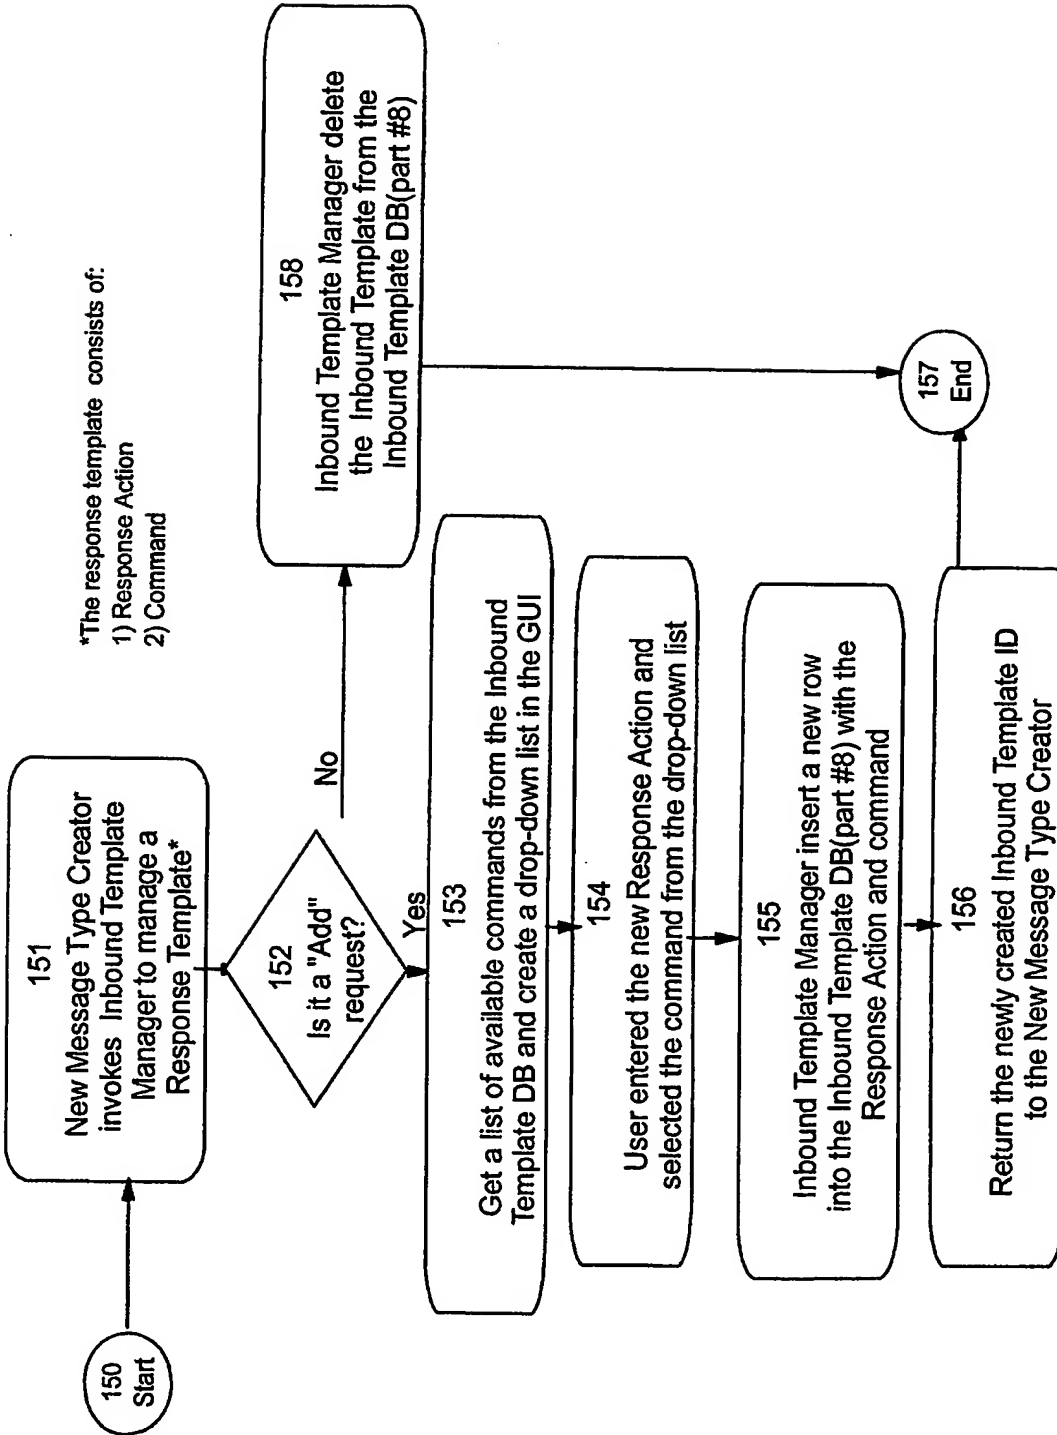 150
Start
151
New Message Type Creator
invokes Inbound Template
Manager to manage a
Response Template*
*The response template consists of:
1) Response Action
2) Command
152
Is it a "Add"
request?
No
Yes
158
Inbound Template Manager delete
the Inbound Template from the
Inbound Template DB(part #8)
153
Get a list of available commands from the Inbound
Template DB and create a drop-down list in the GUI
154
User entered the new Response Action and
selected the command from the drop-down list
155
Inbound Template Manager insert a new row
into the Inbound Template DB(part #8) with the
Response Action and command
156
Return the newly created Inbound Template ID
to the New Message Type Creator
157
End